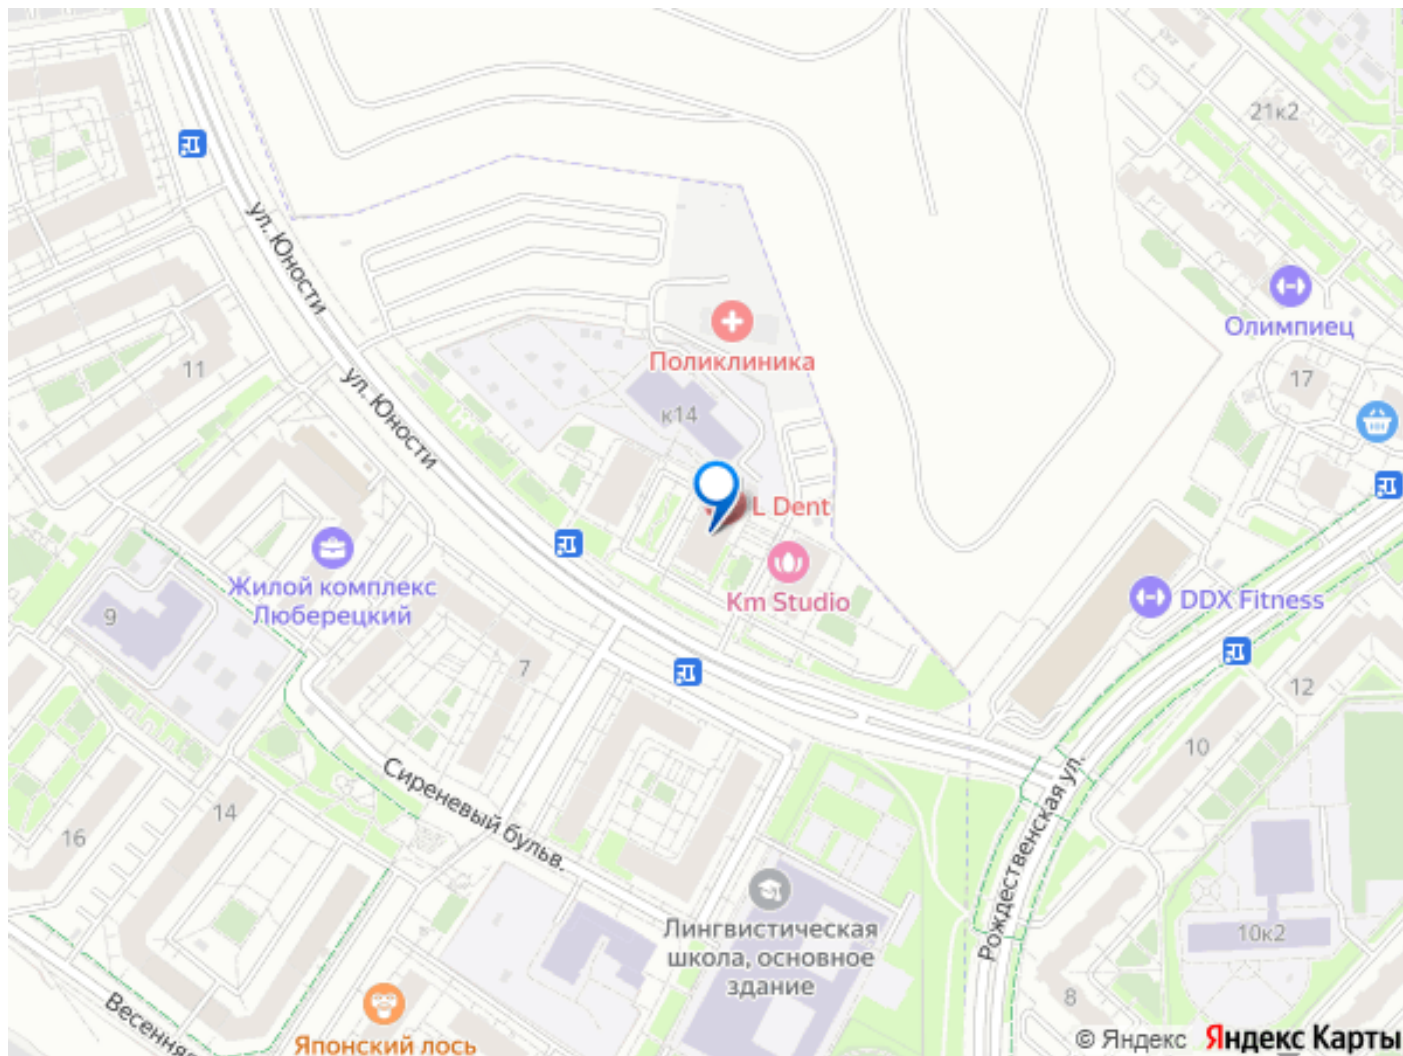 21к2
ул. Юности
Олимпиец
Поликлиника
11
17
ул. Юности
к14
L Dent
Жилой комплекс
Люберецкий
Km Studio
DDX Fitness
9
7
12
10
Сиреневый бульв.
14
16
Рождественская ул.
Лингвистическая
школа, основное
здание
10к2
8
Весенняя
Японский лось
© Яндекс Яндекс Карты